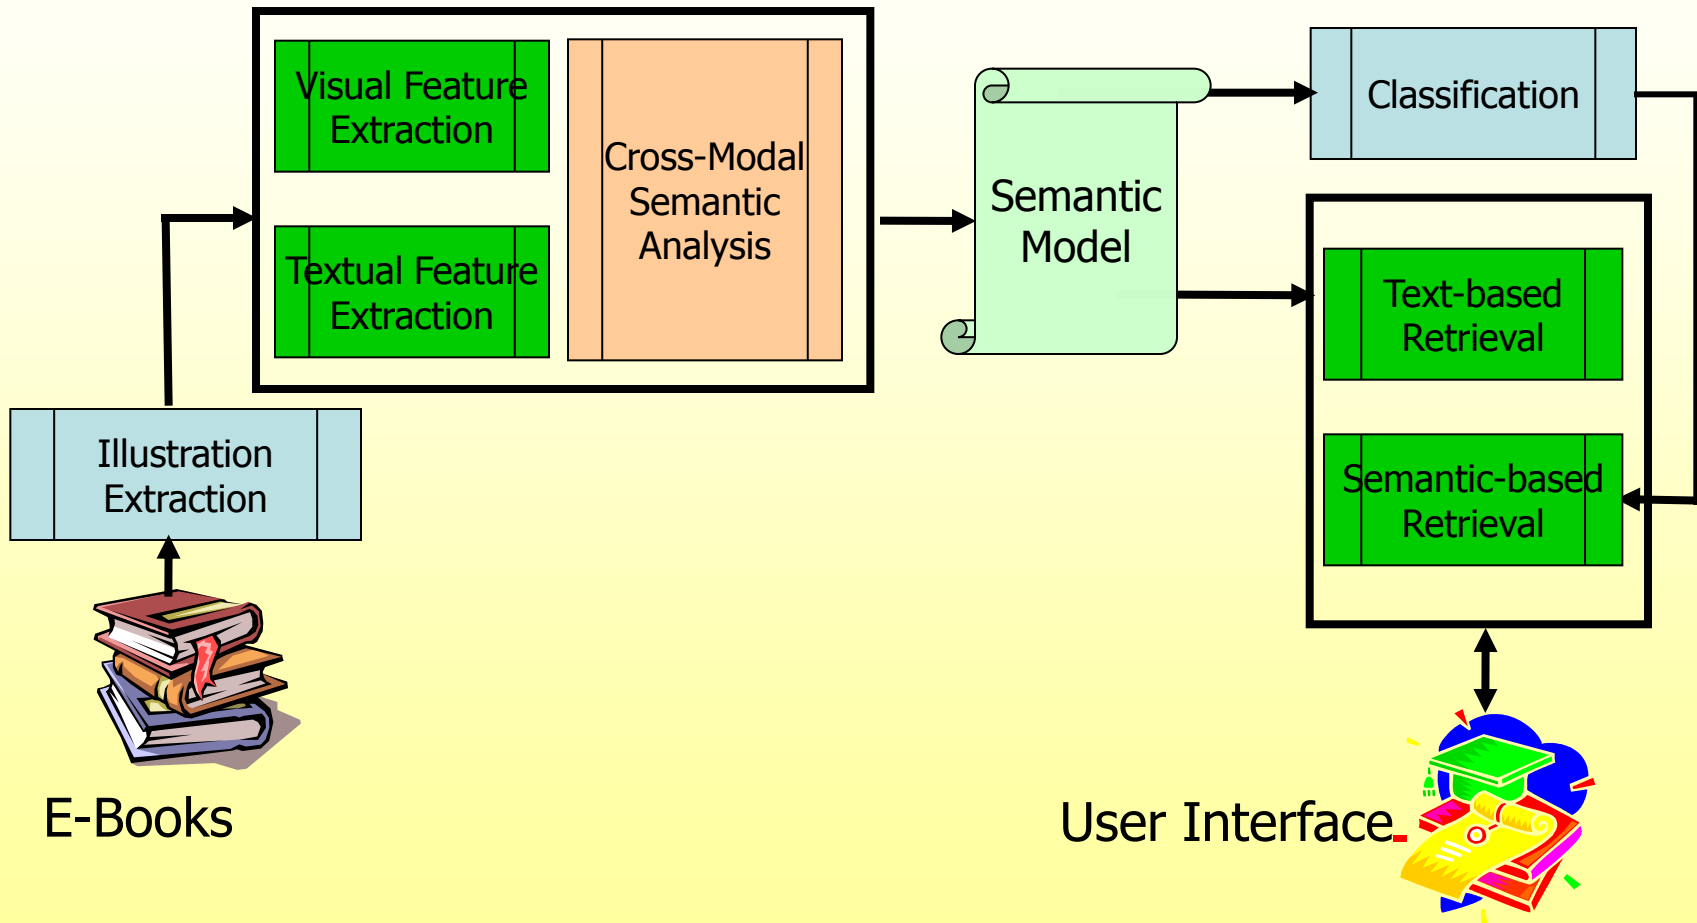 Visual Feature
Extraction
Textual Feature
Extraction
Cross-Modal
Semantic
Analysis
Semantic
Model
Classification
Text-based
Retrieval
Semantic-based
Retrieval
Illustration
Extraction
E-Books
User Interface